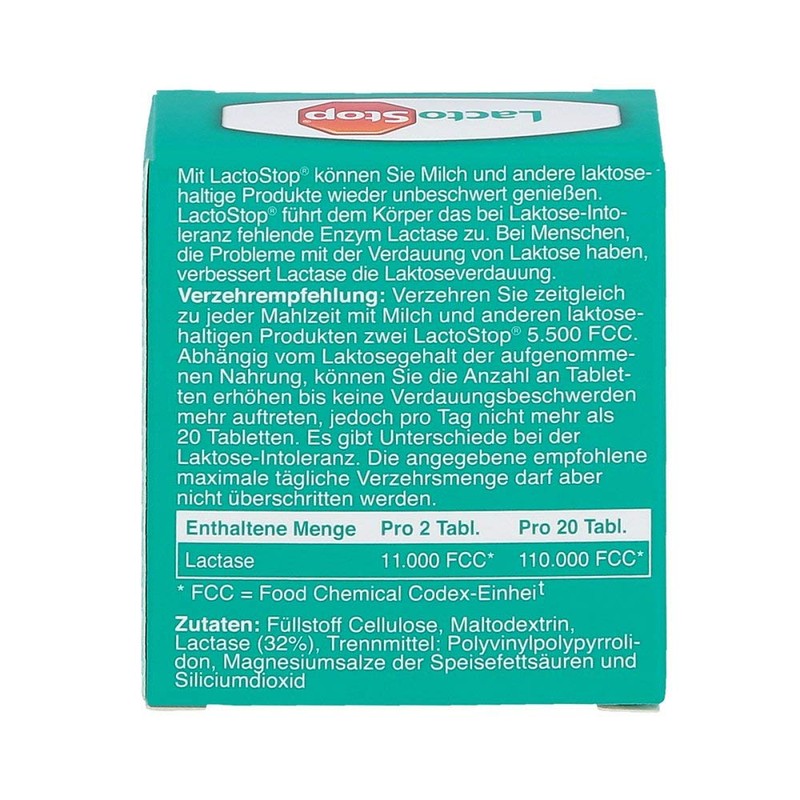 LactoStop®
Mit LactoStop® können Sie Milch und andere laktose-
haltige Produkte wieder unbeschwert genießen.
LactoStop® führt dem Körper das bei Laktose-Into-
leranz fehlende Enzym Lactase zu. Bei Menschen,
die Probleme mit der Verdauung von Laktose haben,
verbessert Lactase die Laktoseverdauung.
Verzehrempfehlung: Verzehren Sie zeitgleich
zu jeder Mahlzeit mit Milch und anderen laktose-
haltigen Produkten zwei LactoStop® 5.500 FCC.
Abhängig vom Laktosegehalt der aufgenomme-
nen Nahrung, können Sie die Anzahl an Tablet-
ten erhöhen bis keine Verdauungsbeschwerden
mehr auftreten, jedoch pro Tag nicht mehr als
20 Tabletten. Es gibt Unterschiede bei der
Laktose-Intoleranz. Die angegebene empfohlene
maximale tägliche Verzehrsmenge darf aber
nicht überschritten werden.
Enthaltene Menge Pro 2 Tabl. Pro 20 Tabl.
Lactase 11.000 FCC* 110.000 FCC*
* FCC = Food Chemical Codex-Einheit
Zutaten: Füllstoff Cellulose, Maltodextrin,
Lactase (32%), Trennmittel: Polyvinylpolypyrroli-
don, Magnesiumsalze der Speisefettsäuren und
Siliciumdioxid